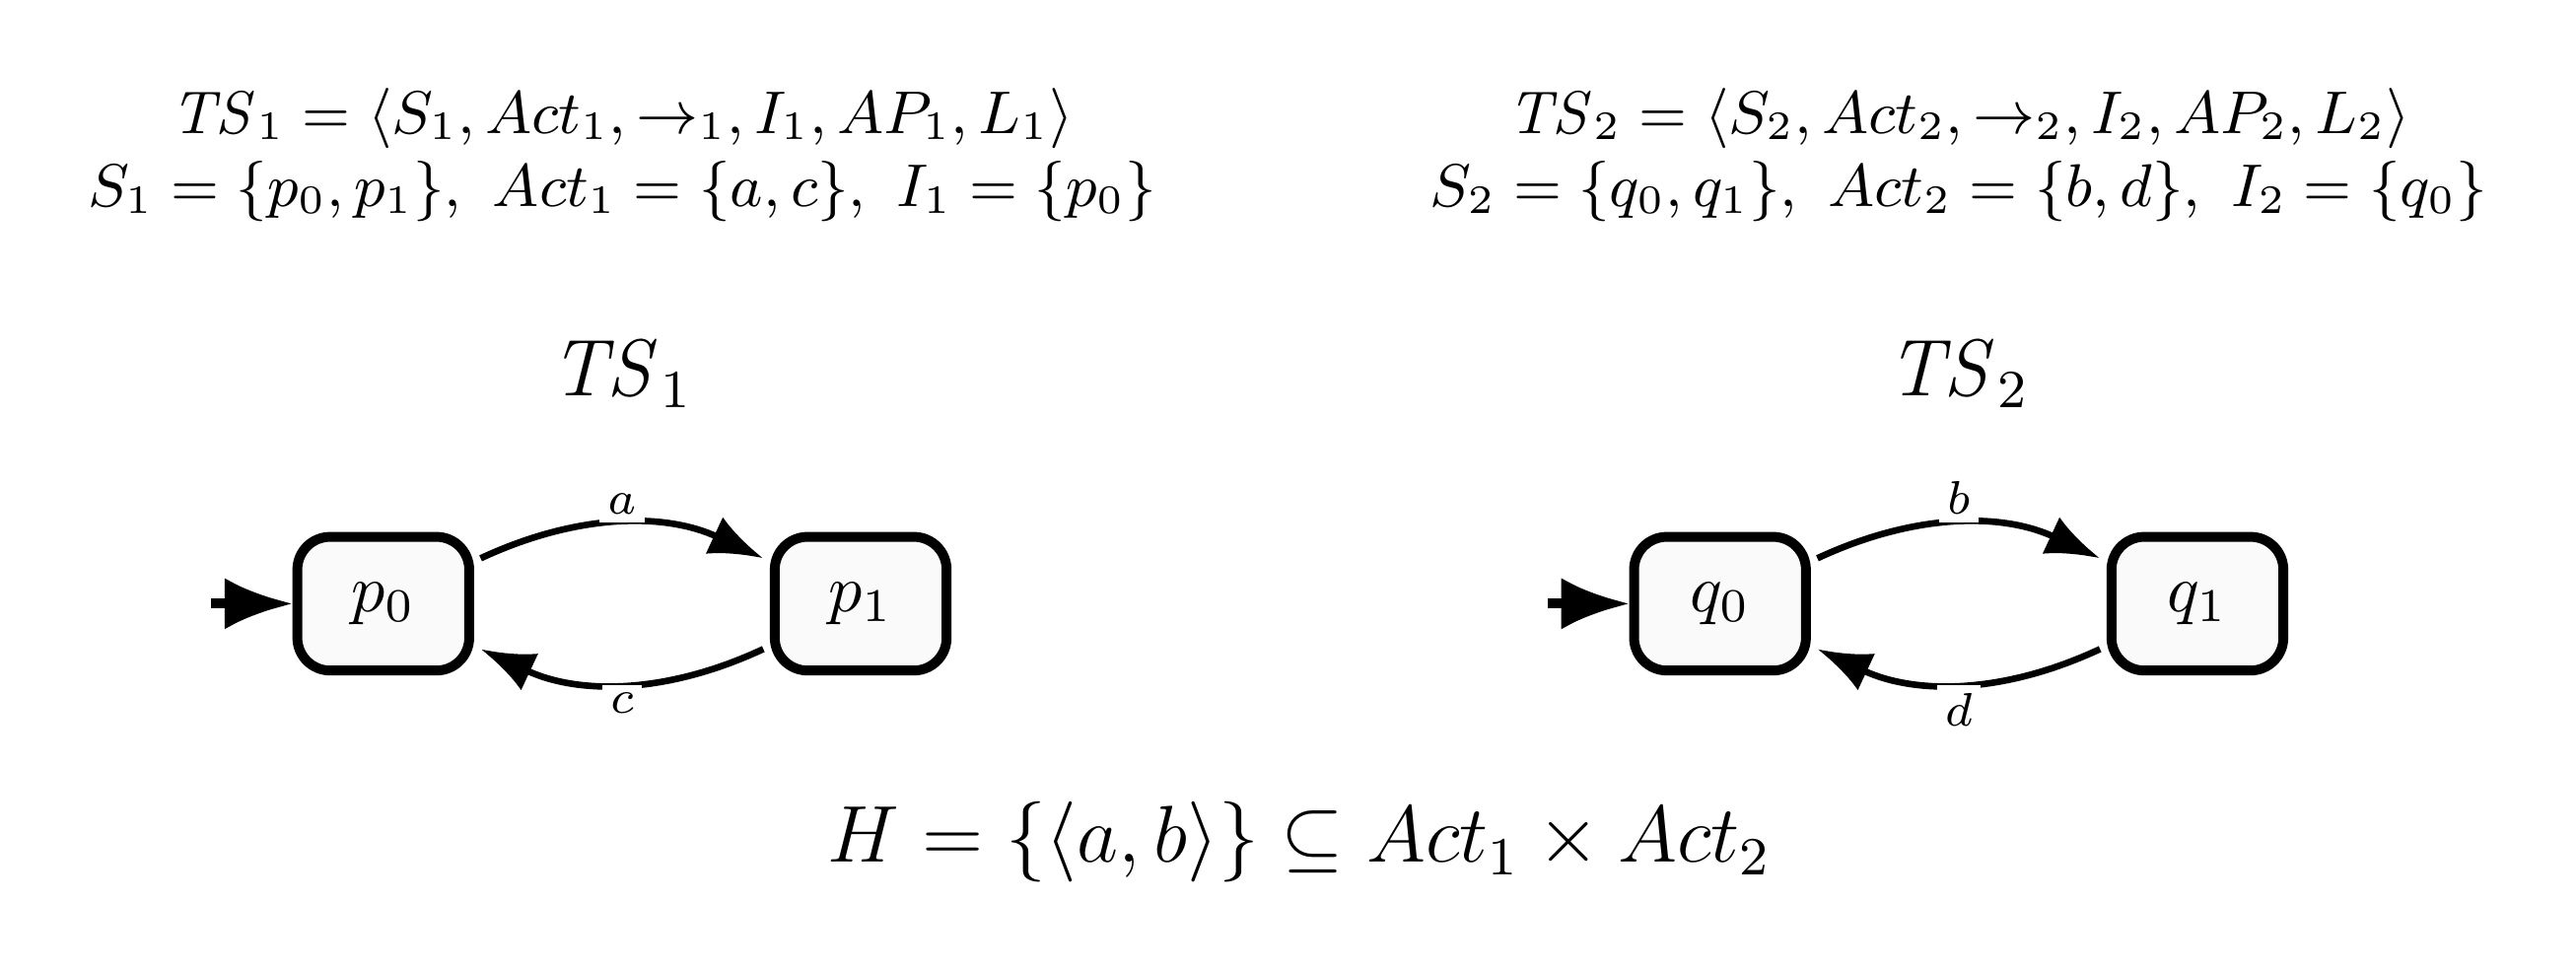 TS₁ = ⟨S₁, Act₁, →₁, I₁, AP₁, L₁⟩
S₁ = {p₀, p₁}, Act₁ = {a, c}, I₁ = {p₀}
TS₂ = ⟨S₂, Act₂, →₂, I₂, AP₂, L₂⟩
S₂ = {q₀, q₁}, Act₂ = {b, d}, I₂ = {q₀}
TS₁
a
p₀
p₁
c
TS₂
b
q₀
q₁
d
H = {⟨a, b⟩} ⊆ Act₁ × Act₂